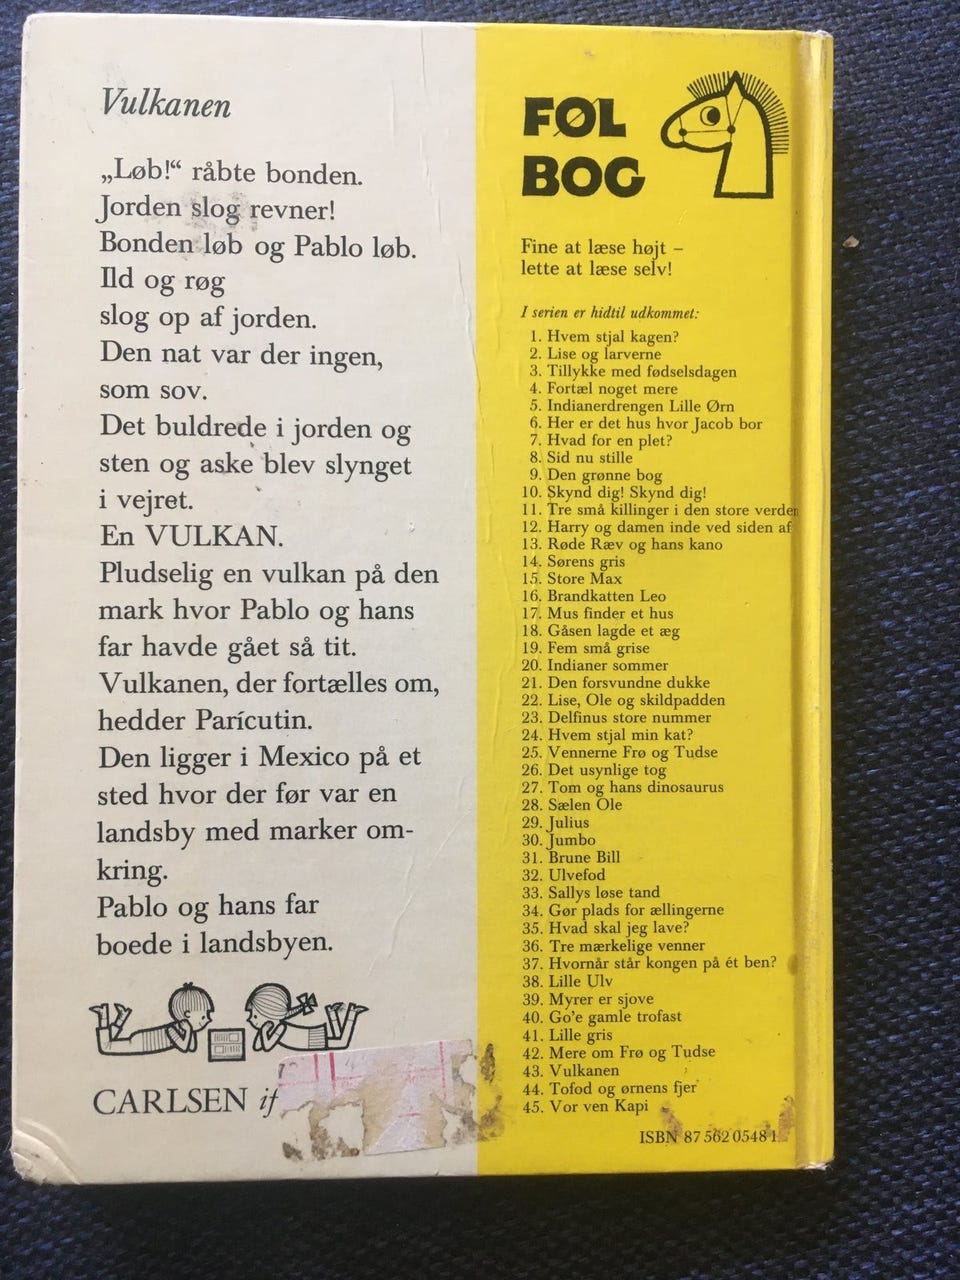 Vulkanen
„Løb!“ råbte bonden.
Jorden slog revner!
Bonden løb og Pablo løb.
Ild og røg
slog op af jorden.
Den nat var der ingen,
som sov.
Det buldrede i jorden og
sten og aske blev slynget
i vejret.
En VULKAN.
Pludselig en vulkan på den
mark hvor Pablo og hans
far havde gået så tit.
Vulkanen, der fortælles om,
hedder Parícutin.
Den ligger i Mexico på et
sted hvor der før var en
landsby med marker om-
kring.
Pablo og hans far
boede i landsbyen.
CARLSEN if
FØL
BOG
Fine at læse højt –
lette at læse selv!
I serien er hidtil udkommet:
1. Hvem stjal kagen?
2. Lise og larverne
3. Tillykke med fødselsdagen
4. Fortæl noget mere
5. Indianerdrengen Lille Ørn
6. Her er det hus hvor Jacob bor
7. Hvad for en plet?
8. Sid nu stille
9. Den grønne bog
10. Skynd dig! Skynd dig!
11. Tre små killinger i den store verden
12. Harry og damen inde ved siden af
13. Røde Ræv og hans kano
14. Sørens gris
15. Store Max
16. Brandkatten Leo
17. Mus finder et hus
18. Gåsen lagde et æg
19. Fem små grise
20. Indianer sommer
21. Den forsvundne dukke
22. Lise, Ole og skildpadden
23. Delfinus store nummer
24. Hvem stjal min kat?
25. Vennerne Frø og Tudse
26. Det usynlige tog
27. Tom og hans dinosaurus
28. Sælen Ole
29. Julius
30. Jumbo
31. Brune Bill
32. Ulvefod
33. Sallys løse tand
34. Gør plads for ællingerne
35. Hvad skal jeg lave?
36. Tre mærkelige venner
37. Hvornår står kongen på ét ben?
38. Lille Ulv
39. Myrer er sjove
40. Go'e gamle trofast
41. Lille gris
42. Mere om Frø og Tudse
43. Vulkanen
44. Tofod og ørnens fjer
45. Vor ven Kapi
ISBN 87 562 0548 1